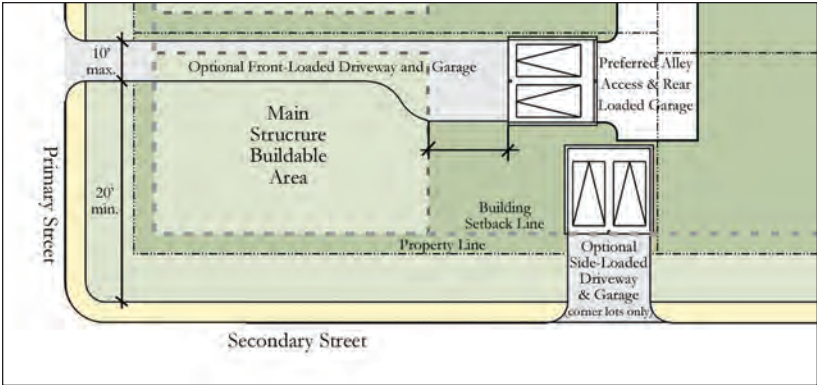 10'
max.
Optional Front-Loaded Driveway and Garage
Preferred Alley
Access & Rear
Loaded Garage
Main
Structure
Buildable
Area
Primary Street
20'
min.
Building
Setback Line
Property Line
Optional
Side-Loaded
Driveway
& Garage
(corner lots only)
Secondary Street